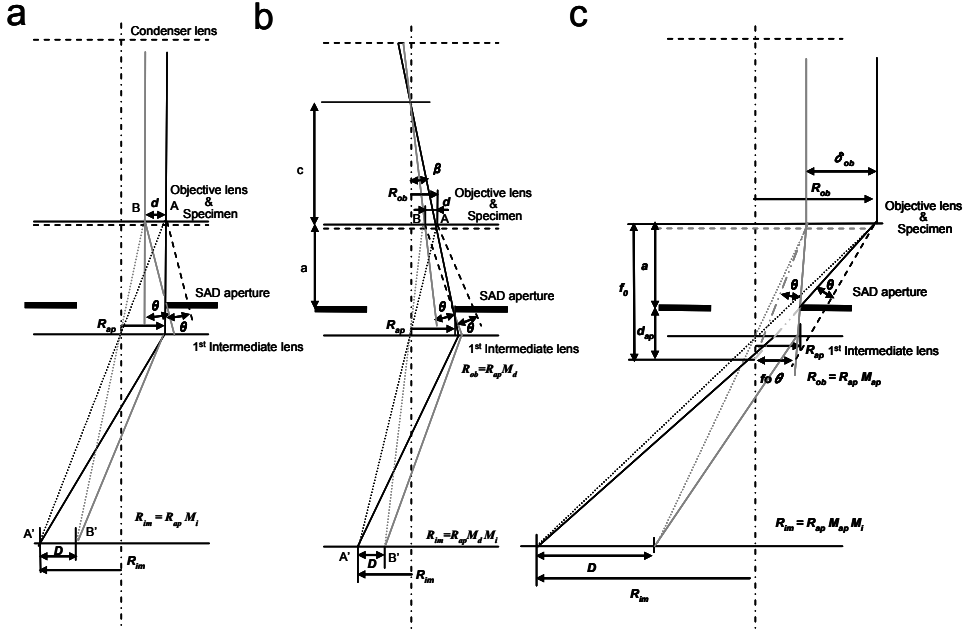 a
Condenser lens
Objective lens
&
Specimen
B
d
A
SAD aperture
θ
θ
R_ap
1st Intermediate lens
R_im = R_ap M_i
A'
B'
D
R_im
b
c
β
R_ob
Objective lens
&
Specimen
d
B
A
a
SAD aperture
θ
θ
R_ap
1st Intermediate lens
R_ob=R_ap M_d
R_im=R_ap M_d M_i
A'
B'
D
R_im
c
δ_ob
R_ob
Objective lens
&
Specimen
a
f_0
θ
θ
SAD aperture
d_ap
R_ap
1st Intermediate lens
fo θ
R_ob = R_ap M_ap
R_im = R_ap M_ap M_i
D
R_im